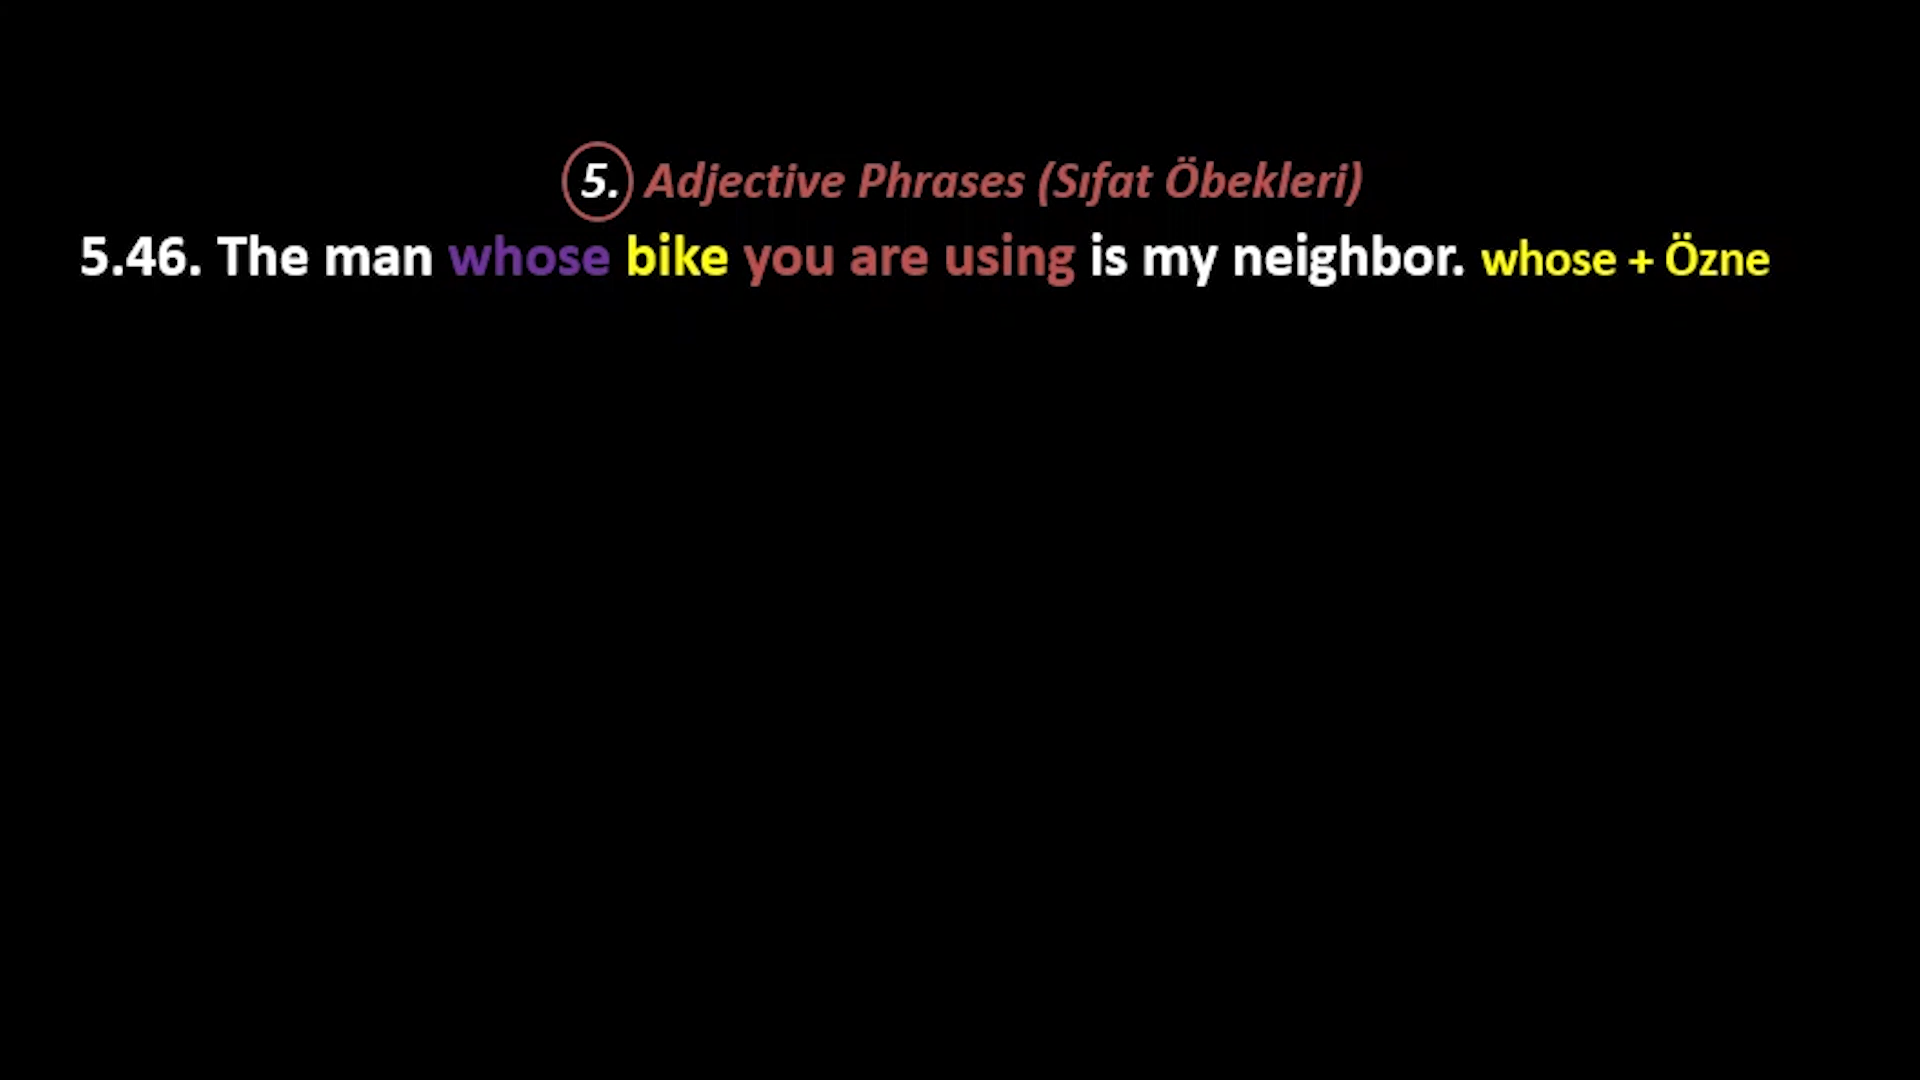 5. Adjective Phrases (Sıfat Öbekleri)
5.46. The man whose bike you are using is my neighbor. whose + Özne